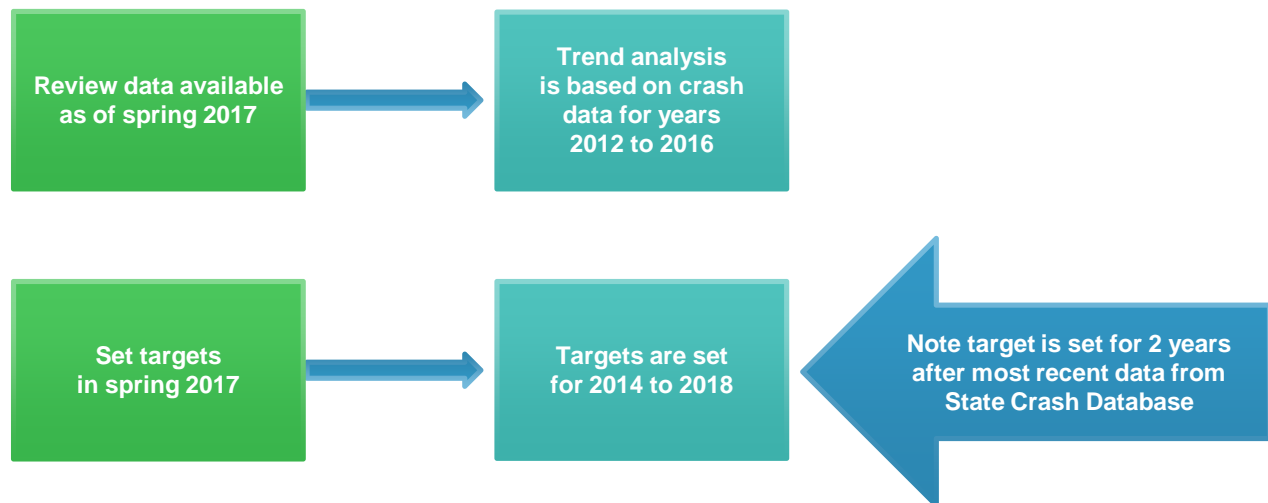 Review data available
as of spring 2017
Trend analysis
is based on crash
data for years
2012 to 2016
Set targets
in spring 2017
Targets are set
for 2014 to 2018
Note target is set for 2 years
after most recent data from
State Crash Database